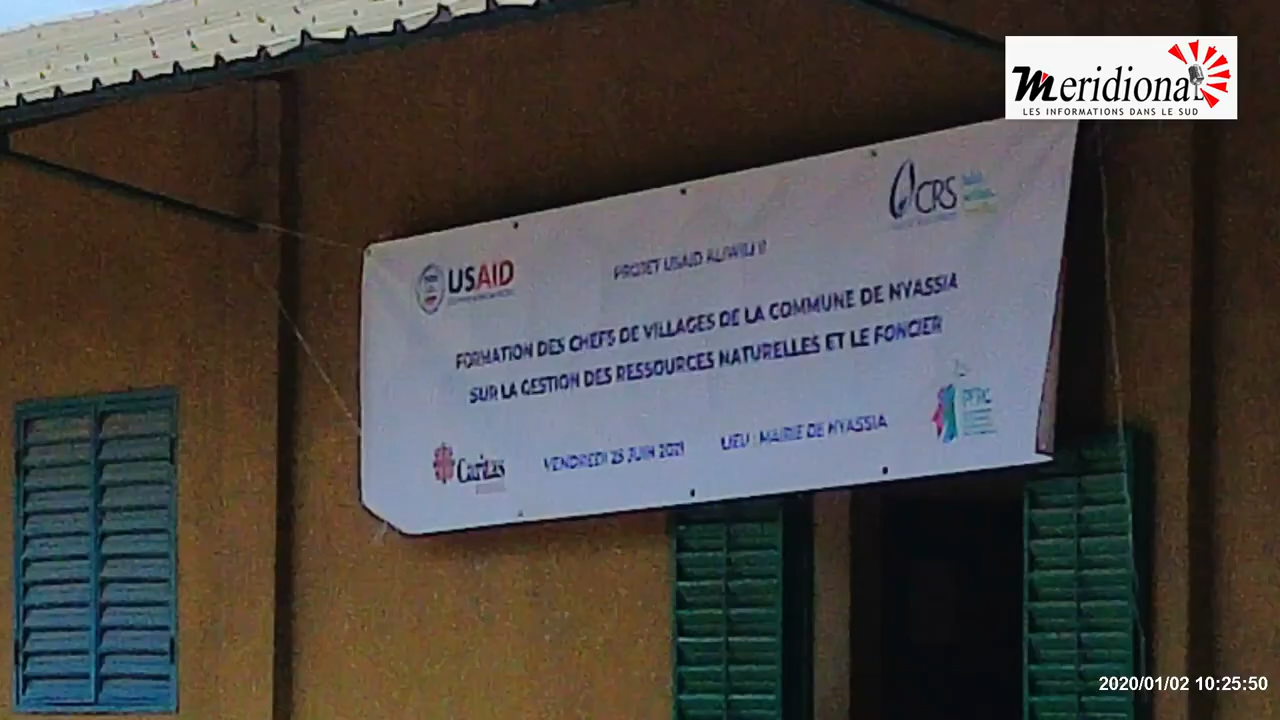 Meridional
LES INFORMATIONS DANS LE SUD
CRS
USAID
PROJET USAID ALIWILI II
FORMATION DES CHEFS DE VILLAGES DE LA COMMUNE DE NYASSIA
SUR LA GESTION DES RESSOURCES NATURELLES ET LE FONCIER
PFRC
Caritas
VENDREDI 25 JUIN 2021
LIEU : MAIRIE DE NYASSIA
2020/01/02 10:25:50